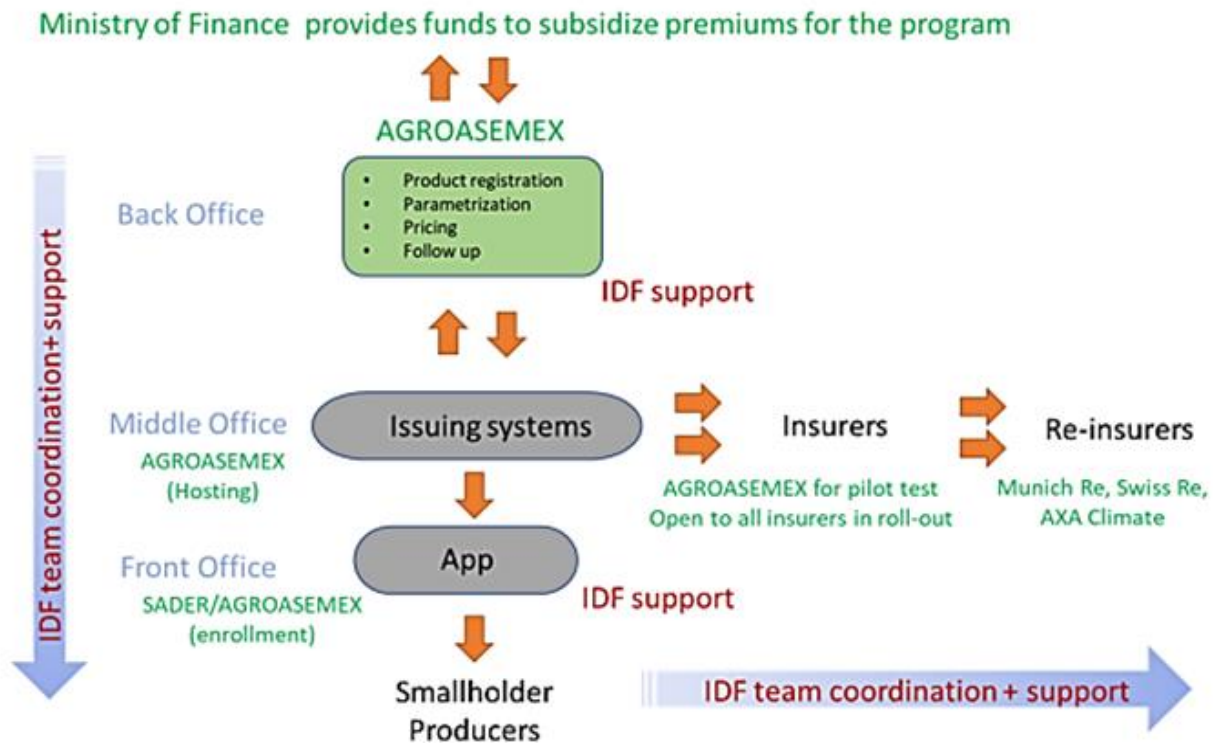 Ministry of Finance provides funds to subsidize premiums for the program
AGROASEMEX
• Product registration
• Parametrization
• Pricing
• Follow up
Back Office
IDF support
IDF team coordination+ support
Middle Office
AGROASEMEX
(Hosting)
Issuing systems
Insurers
Re-insurers
AGROASEMEX for pilot test
Open to all insurers in roll-out
Munich Re, Swiss Re,
AXA Climate
Front Office
SADER/AGROASEMEX
(enrollment)
App
IDF support
Smallholder
Producers
IDF team coordination + support